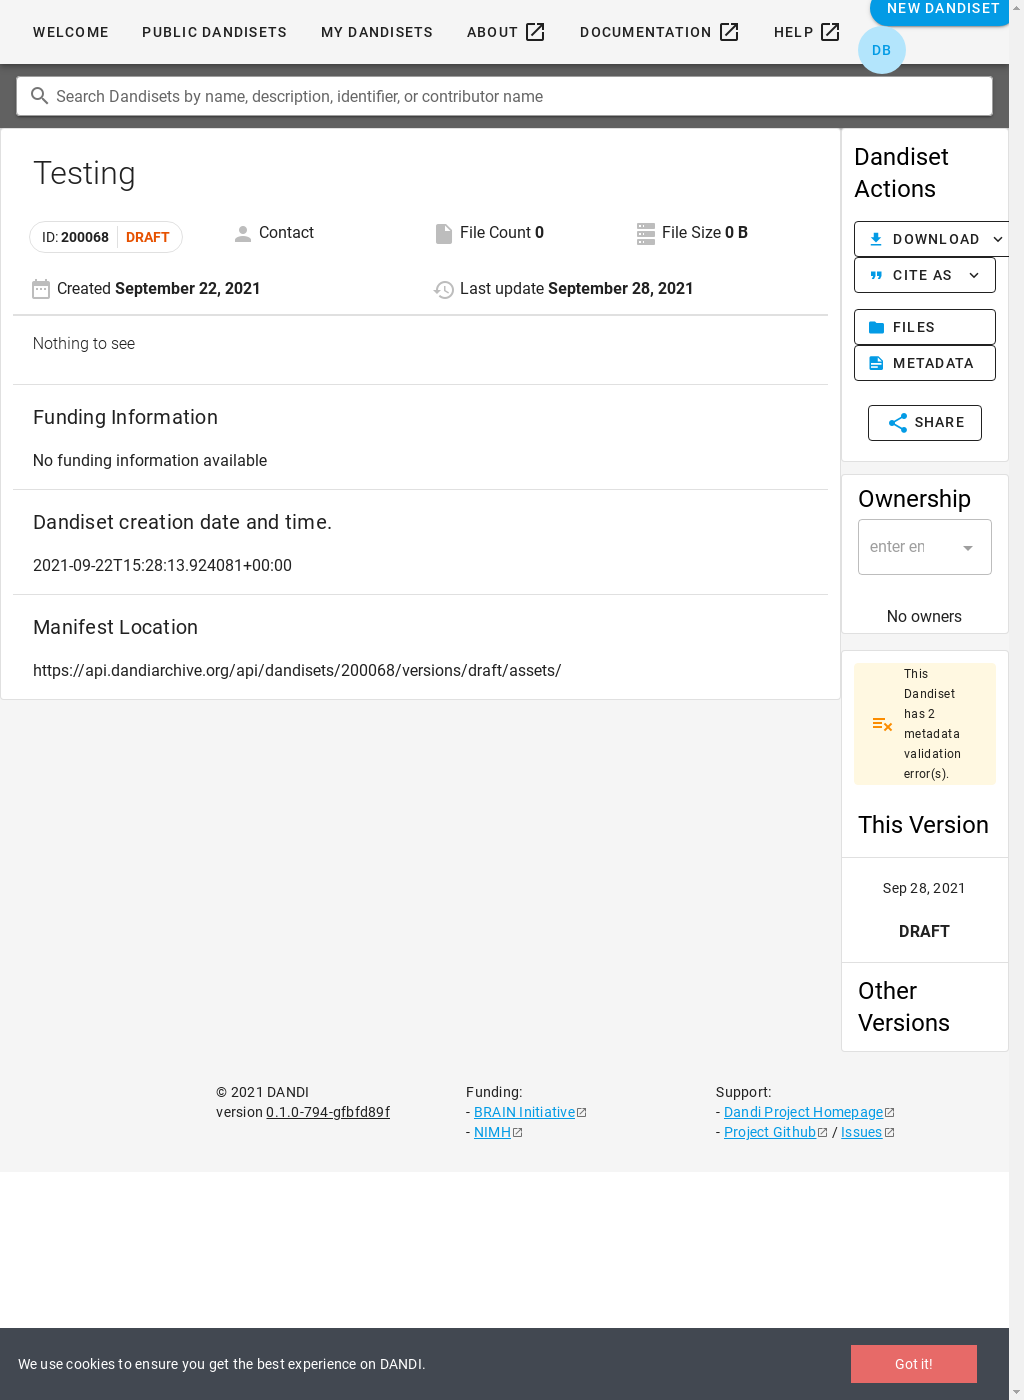 WELCOME PUBLIC DANDISETS MY DANDISETS ABOUT DOCUMENTATION HELP NEW DANDISET
DB
Search Dandisets by name, description, identifier, or contributor name
Testing
ID: 200068 DRAFT Contact File Count 0 File Size 0 B
Created September 22, 2021 Last update September 28, 2021
Nothing to see
Funding Information
No funding information available
Dandiset creation date and time.
2021-09-22T15:28:13.924081+00:00
Manifest Location
https://api.dandiarchive.org/api/dandisets/200068/versions/draft/assets/
Dandiset
Actions
DOWNLOAD
CITE AS
FILES
METADATA
SHARE
Ownership
enter en
No owners
This
Dandiset
has 2
metadata
validation
error(s).
This Version
Sep 28, 2021
DRAFT
Other
Versions
© 2021 DANDI
version 0.1.0-794-gfbfd89f
Funding:
- BRAIN Initiative
- NIMH
Support:
- Dandi Project Homepage
- Project Github / Issues
We use cookies to ensure you get the best experience on DANDI.
Got it!